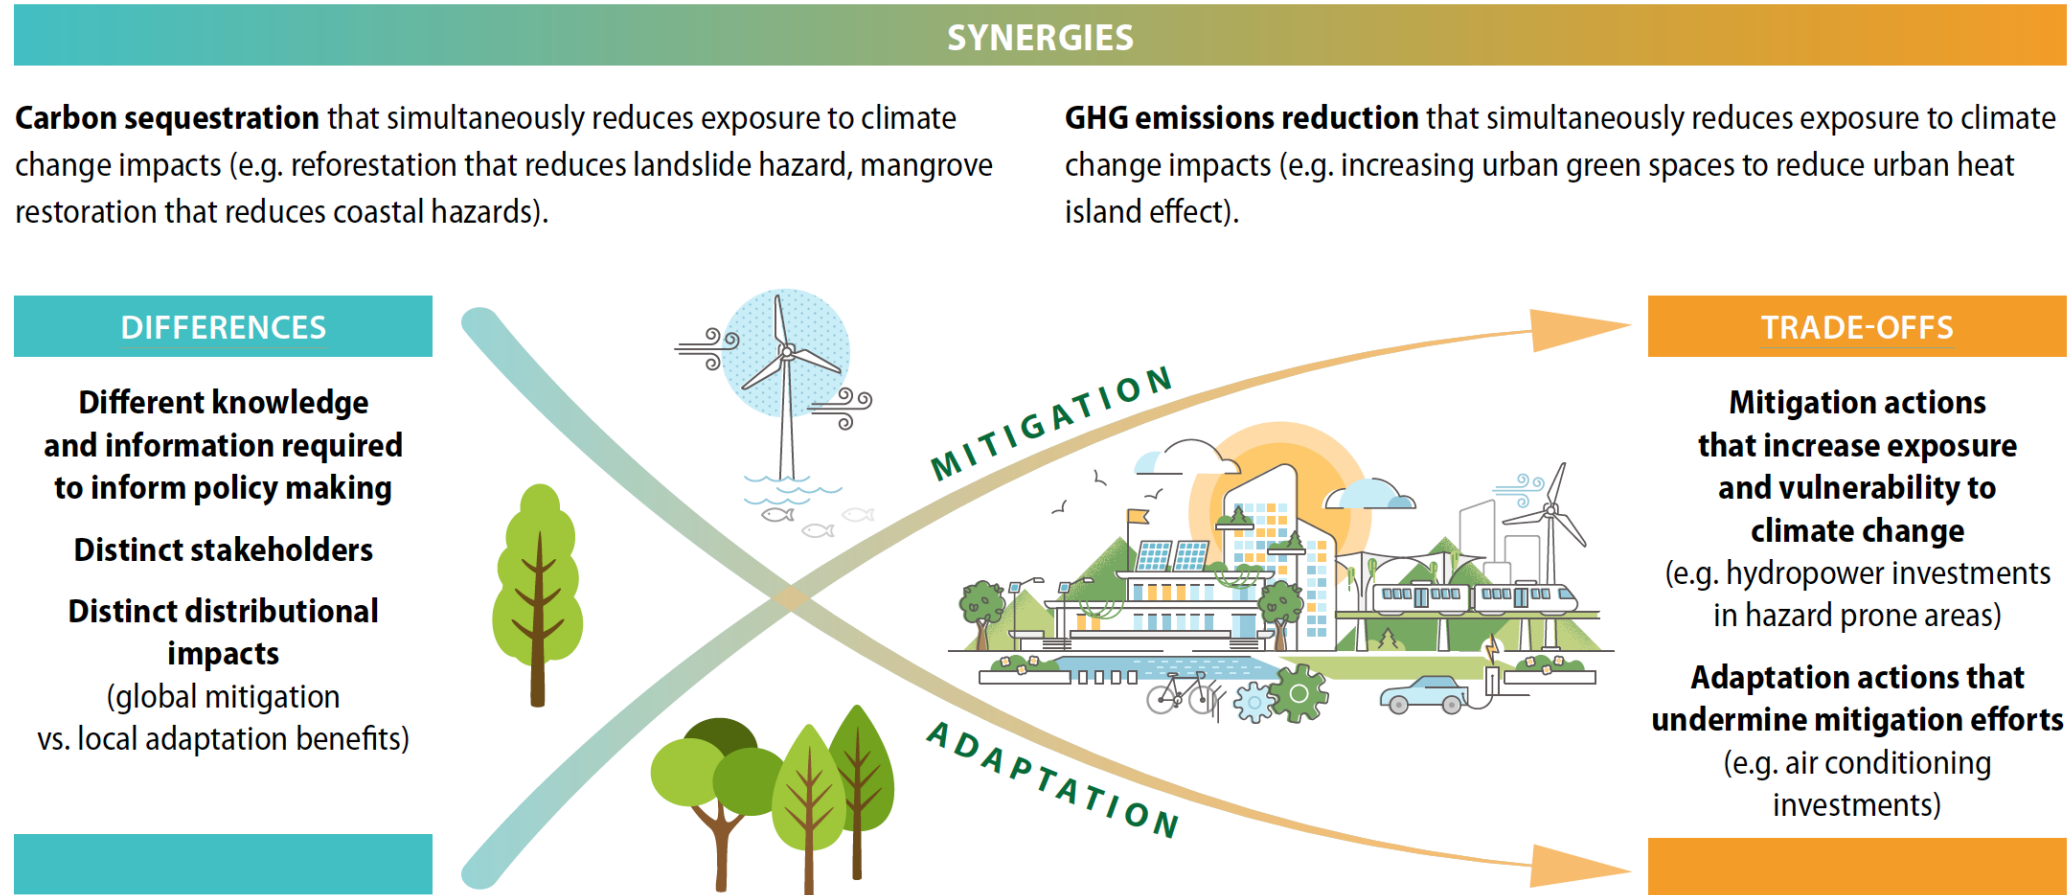 SYNERGIES
Carbon sequestration that simultaneously reduces exposure to climate
change impacts (e.g. reforestation that reduces landslide hazard, mangrove
restoration that reduces coastal hazards).
GHG emissions reduction that simultaneously reduces exposure to climate
change impacts (e.g. increasing urban green spaces to reduce urban heat
island effect).
DIFFERENCES
Different knowledge
and information required
to inform policy making
Distinct stakeholders
Distinct distributional
impacts
(global mitigation
vs. local adaptation benefits)
MITIGATION
ADAPTATION
TRADE-OFFS
Mitigation actions
that increase exposure
and vulnerability to
climate change
(e.g. hydropower investments
in hazard prone areas)
Adaptation actions that
undermine mitigation efforts
(e.g. air conditioning
investments)